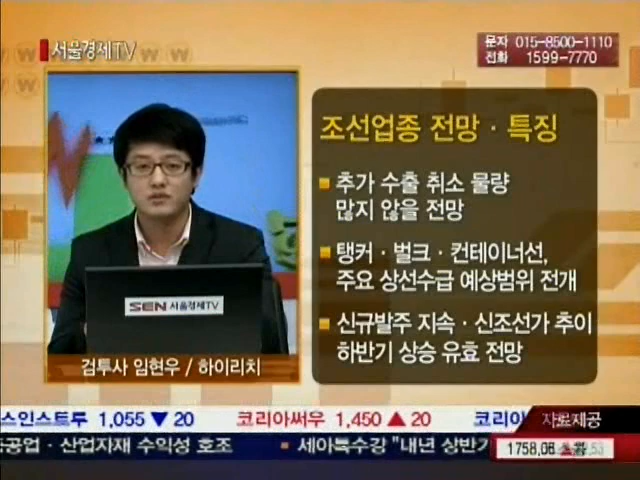 서울경제TV
문자 015-8500-1110
전화 1599-7770
조선업종 전망 · 특징
추가 수출 취소 물량
많지 않을 전망
탱커 · 벌크 · 컨테이너선,
주요 상선수급 예상범위 전개
신규발주 지속 · 신조선가 추이
하반기 상승 유효 전망
SEN 서울경제TV
검투사 임현우 / 하이리치
스인스트루 1,055 ▼ 20 코리아써우 1,450 ▲ 20 코리 자료제공
공업 · 산업자재 수익성 호조 세아특수강 "내년 상반기 1758.06